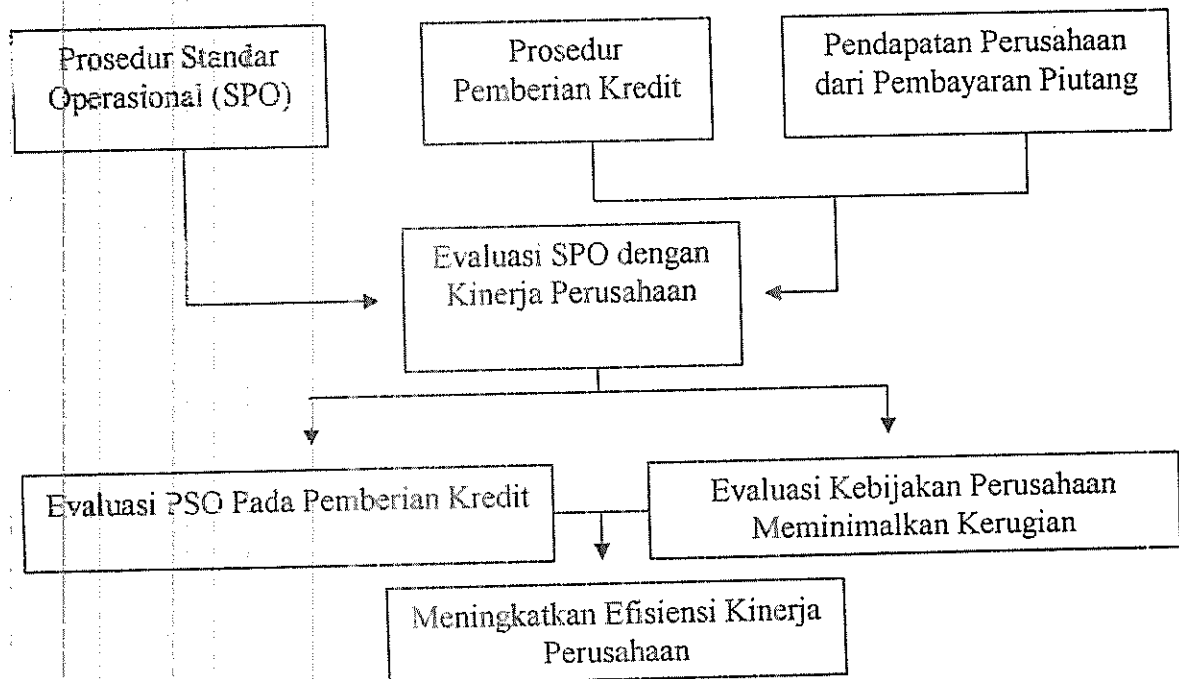 Prosedur Standar
Operasional (SPO)
Prosedur
Pemberian Kredit
Pendapatan Perusahaan
dari Pembayaran Piutang
Evaluasi SPO dengan
Kinerja Perusahaan
Evaluasi PSO Pada Pemberian Kredit
Evaluasi Kebijakan Perusahaan
Meminimalkan Kerugian
Meningkatkan Efisiensi Kinerja
Perusahaan